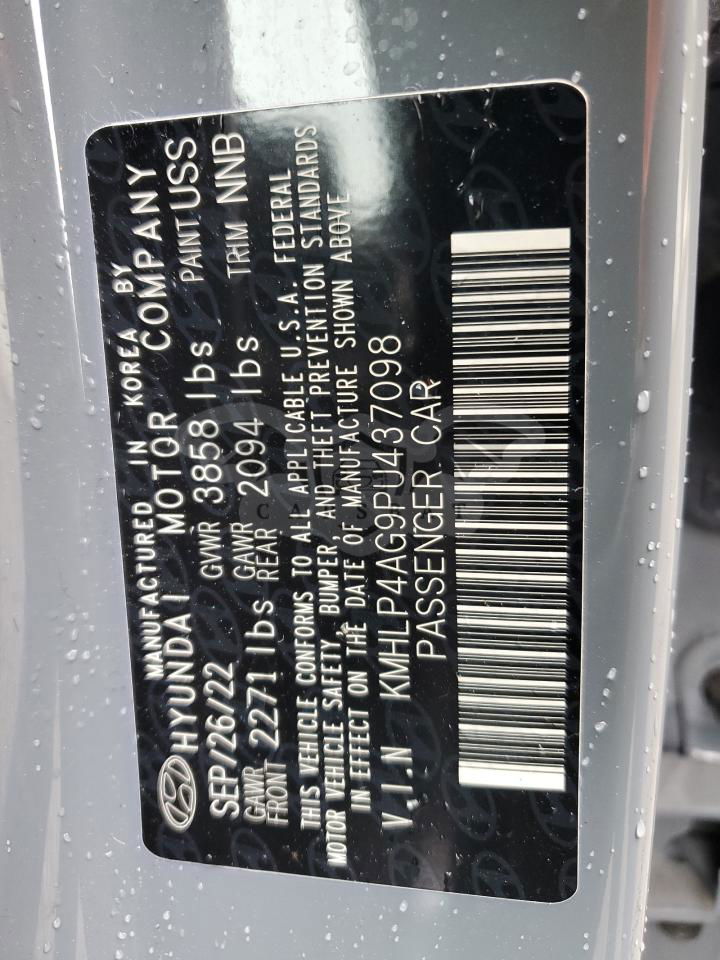 MANUFACTURED IN KOREA BY
HYUNDAI MOTOR COMPANY
SEP/26/22 GVWR 3858 lbs PAINT USS
GAWR FRONT 2271 lbs GAWR REAR 2094 lbs TRIM NNB
THIS VEHICLE CONFORMS TO ALL APPLICABLE U.S.A. FEDERAL
MOTOR VEHICLE SAFETY, BUMPER, AND THEFT PREVENTION STANDARDS
IN EFFECT ON THE DATE OF MANUFACTURE SHOWN ABOVE
V.I.N KMHLP4AG9PU437098
PASSENGER CAR